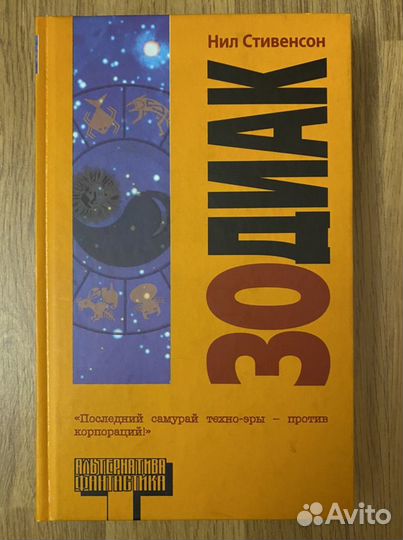 Нил Стивенсон
ЗОДИАК
«Последний самурай техно-эры – против
корпораций!»
АЛЬТЕРНАТИВА
ФАНТАСТИКА
Avito